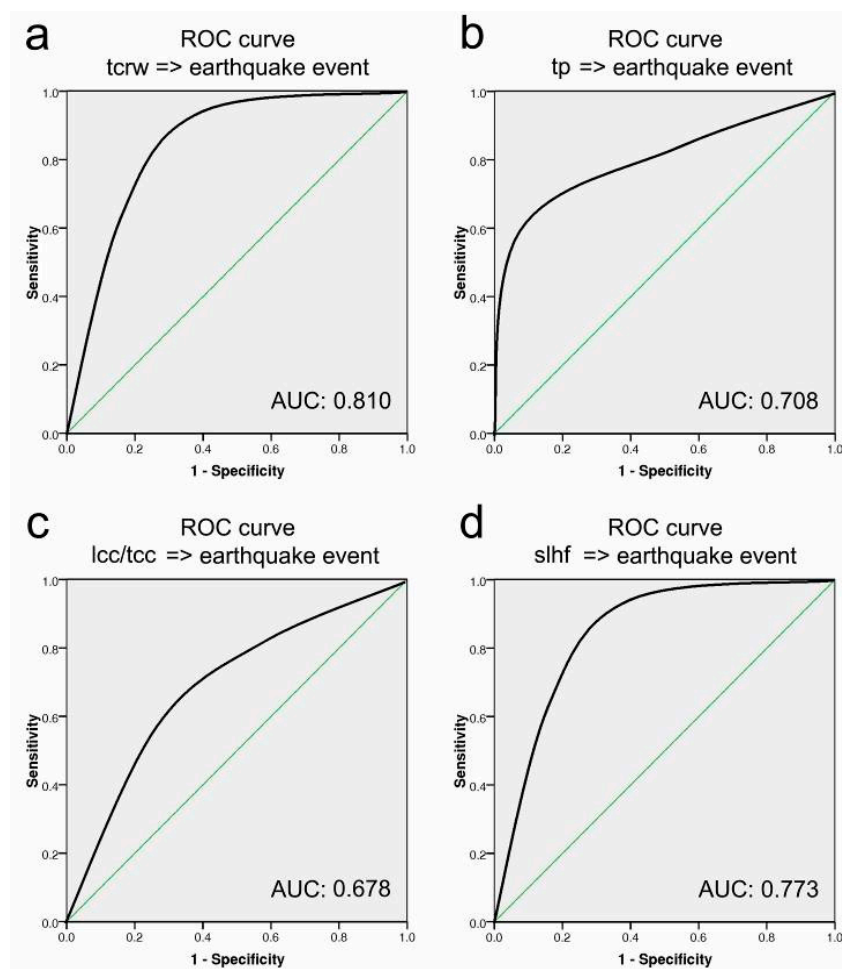 a
ROC curve
tcrw => earthquake event
1.0
0.8
0.6
0.4
0.2
0.0
Sensitivity
AUC: 0.810
0.0 0.2 0.4 0.6 0.8 1.0
1 - Specificity
b
ROC curve
tp => earthquake event
1.0
0.8
0.6
0.4
0.2
0.0
Sensitivity
AUC: 0.708
0.0 0.2 0.4 0.6 0.8 1.0
1 - Specificity
c
ROC curve
lcc/tcc => earthquake event
1.0
0.8
0.6
0.4
0.2
0.0
Sensitivity
AUC: 0.678
0.0 0.2 0.4 0.6 0.8 1.0
1 - Specificity
d
ROC curve
slhf => earthquake event
1.0
0.8
0.6
0.4
0.2
0.0
Sensitivity
AUC: 0.773
0.0 0.2 0.4 0.6 0.8 1.0
1 - Specificity